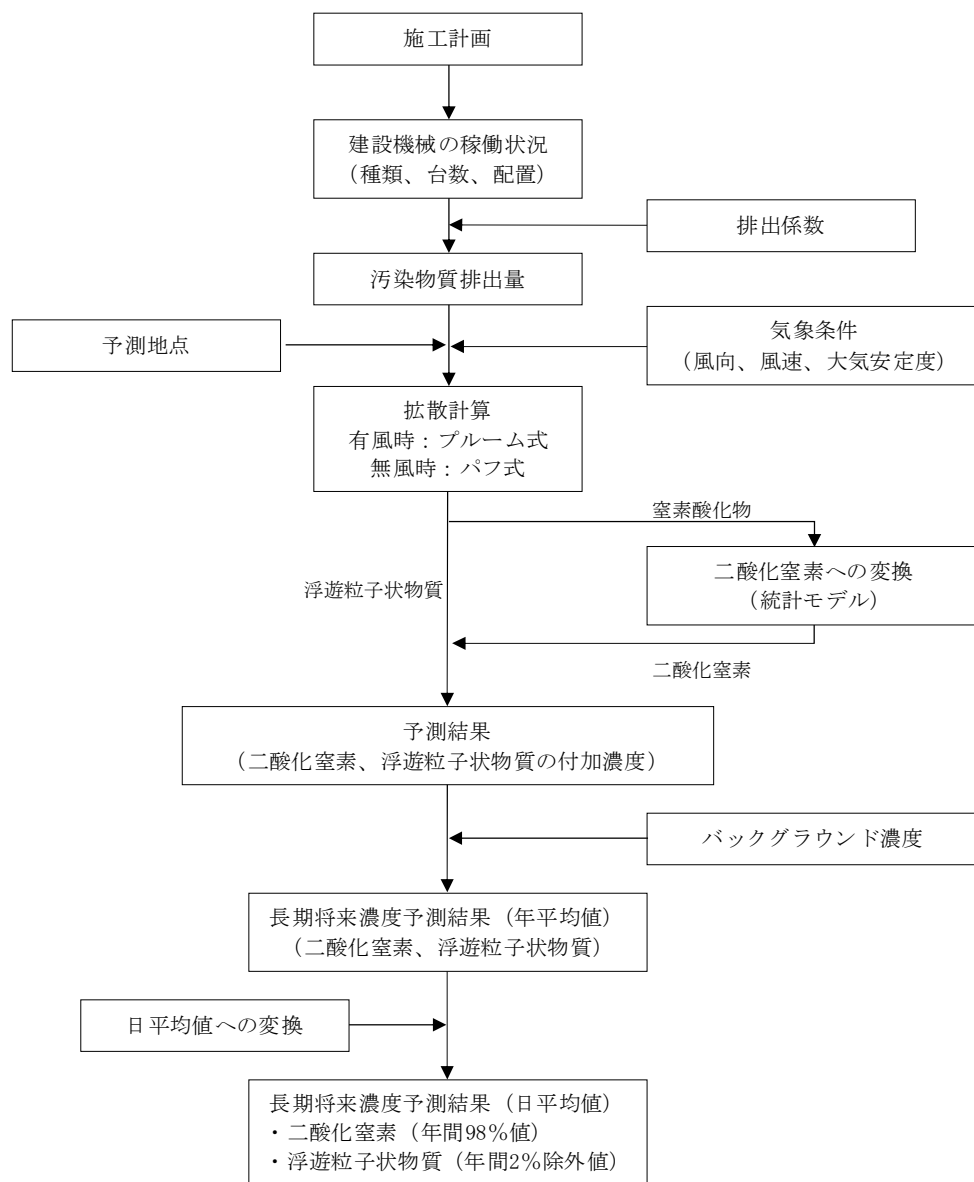 施工計画
建設機械の稼働状況
（種類、台数、配置）
排出係数
汚染物質排出量
予測地点
気象条件
（風向、風速、大気安定度）
拡散計算
有風時：プルーム式
無風時：パフ式
窒素酸化物
二酸化窒素への変換
（統計モデル）
浮遊粒子状物質
二酸化窒素
予測結果
（二酸化窒素、浮遊粒子状物質の付加濃度）
バックグラウンド濃度
長期将来濃度予測結果（年平均値）
（二酸化窒素、浮遊粒子状物質）
日平均値への変換
長期将来濃度予測結果（日平均値）
・二酸化窒素（年間98％値）
・浮遊粒子状物質（年間2％除外値）